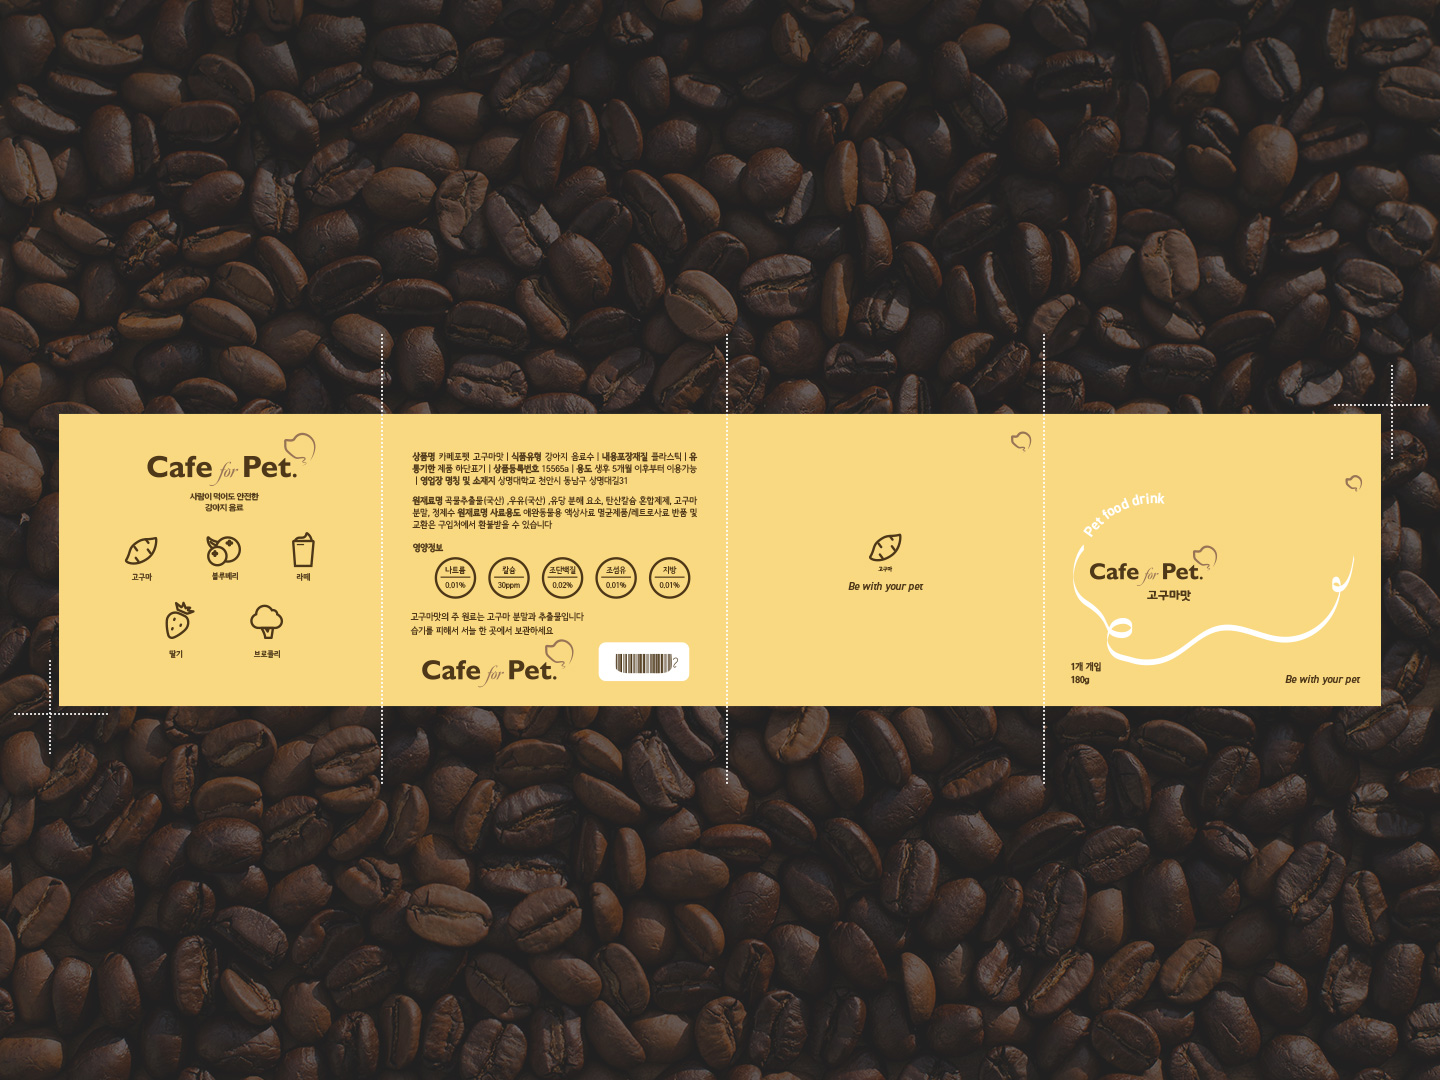 Cafe for Pet.
사람이 먹어도 안전한
강아지 음료
고구마
블루베리
라떼
딸기
브로콜리
상품명 카페포펫 고구마맛 | 식품유형 강아지 음료수 | 내용포장재질 플라스틱 | 유
통기한 제품 하단표기 | 상품등록번호 15565a | 용도 생후 5개월 이후부터 이용가능
| 영업장 명칭 및 소재지 상명대학교 천안시 동남구 상명대길31
원재료명 곡물추출물(국산) ,우유(국산) ,유당 분해 요소, 탄산칼슘 혼합제제, 고구마
분말, 정제수 원재료명 사료용도 애완동물용 액상사료 멸균제품/레트로사료 반품 및
교환은 구입처에서 환불받을 수 있습니다
영양정보
나트륨
0.01%
칼슘
30ppm
조단백질
0.02%
조섬유
0.01%
지방
0.01%
고구마맛의 주 원료는 고구마 분말과 추출물입니다
습기를 피해서 서늘 한 곳에서 보관하세요
Cafe for Pet.
고구마
Be with your pet
Pet food drink
Cafe for Pet.
고구마맛
1개 개입
180g
Be with your pet